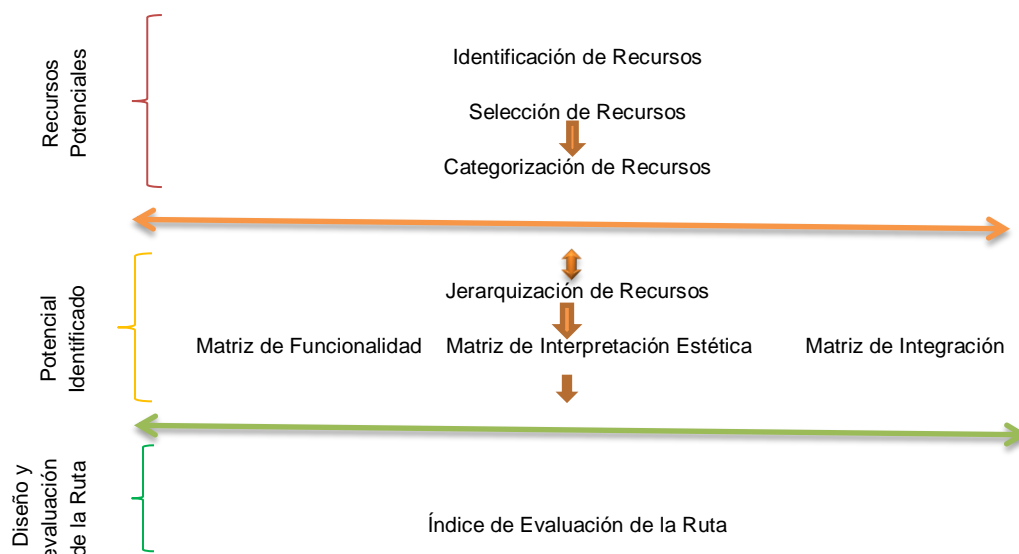 Recursos
Potenciales
Identificación de Recursos
Selección de Recursos
Categorización de Recursos
Potencial
Identificado
Jerarquización de Recursos
Matriz de Funcionalidad Matriz de Interpretación Estética Matriz de Integración
Diseño y
evaluación
de la Ruta
Índice de Evaluación de la Ruta